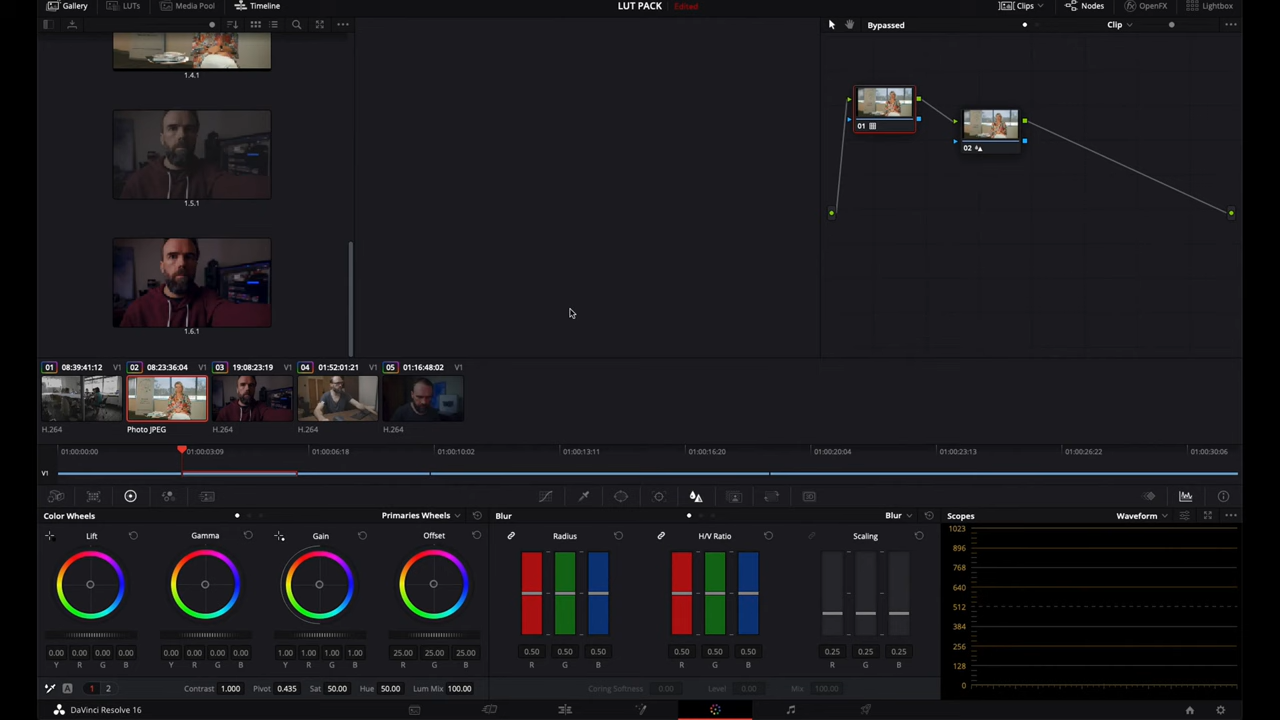 Gallery LUTs Media Pool Timeline LUT PACK Edited Clips Nodes OpenFX Lightbox
Bypassed Clip
1.4.1
1.5.1
1.6.1
01
02
01 08:39:41:12 V1 02 08:23:36:04 V1 03 19:08:23:19 V1 04 01:52:01:21 V1 05 01:16:48:02 V1
H.264 Photo JPEG H.264 H.264 H.264
01:00:00:00 01:00:03:09 01:00:06:18 01:00:10:02 01:00:13:11 01:00:16:20 01:00:20:04 01:00:23:13 01:00:26:22 01:00:30:06
V1
Color Wheels Primaries Wheels Blur Blur Scopes Waveform
Lift Gamma Gain Offset Radius H/V Ratio Scaling
1023
896
768
640
512
384
256
128
0
0.00 0.00 0.00 0.00 0.00 0.00 0.00 0.00 1.00 1.00 1.00 1.00 25.00 25.00 25.00 0.50 0.50 0.50 0.50 0.50 0.50 0.25 0.25 0.25
Y R G B Y R G B Y R G B R G B R G B R G B R G B
A 1 2 Contrast 1.000 Pivot 0.435 Sat 50.00 Hue 50.00 Lum Mix 100.00 Coring Softness 0.00 Level 0.00 Mix 100.00
DaVinci Resolve 16